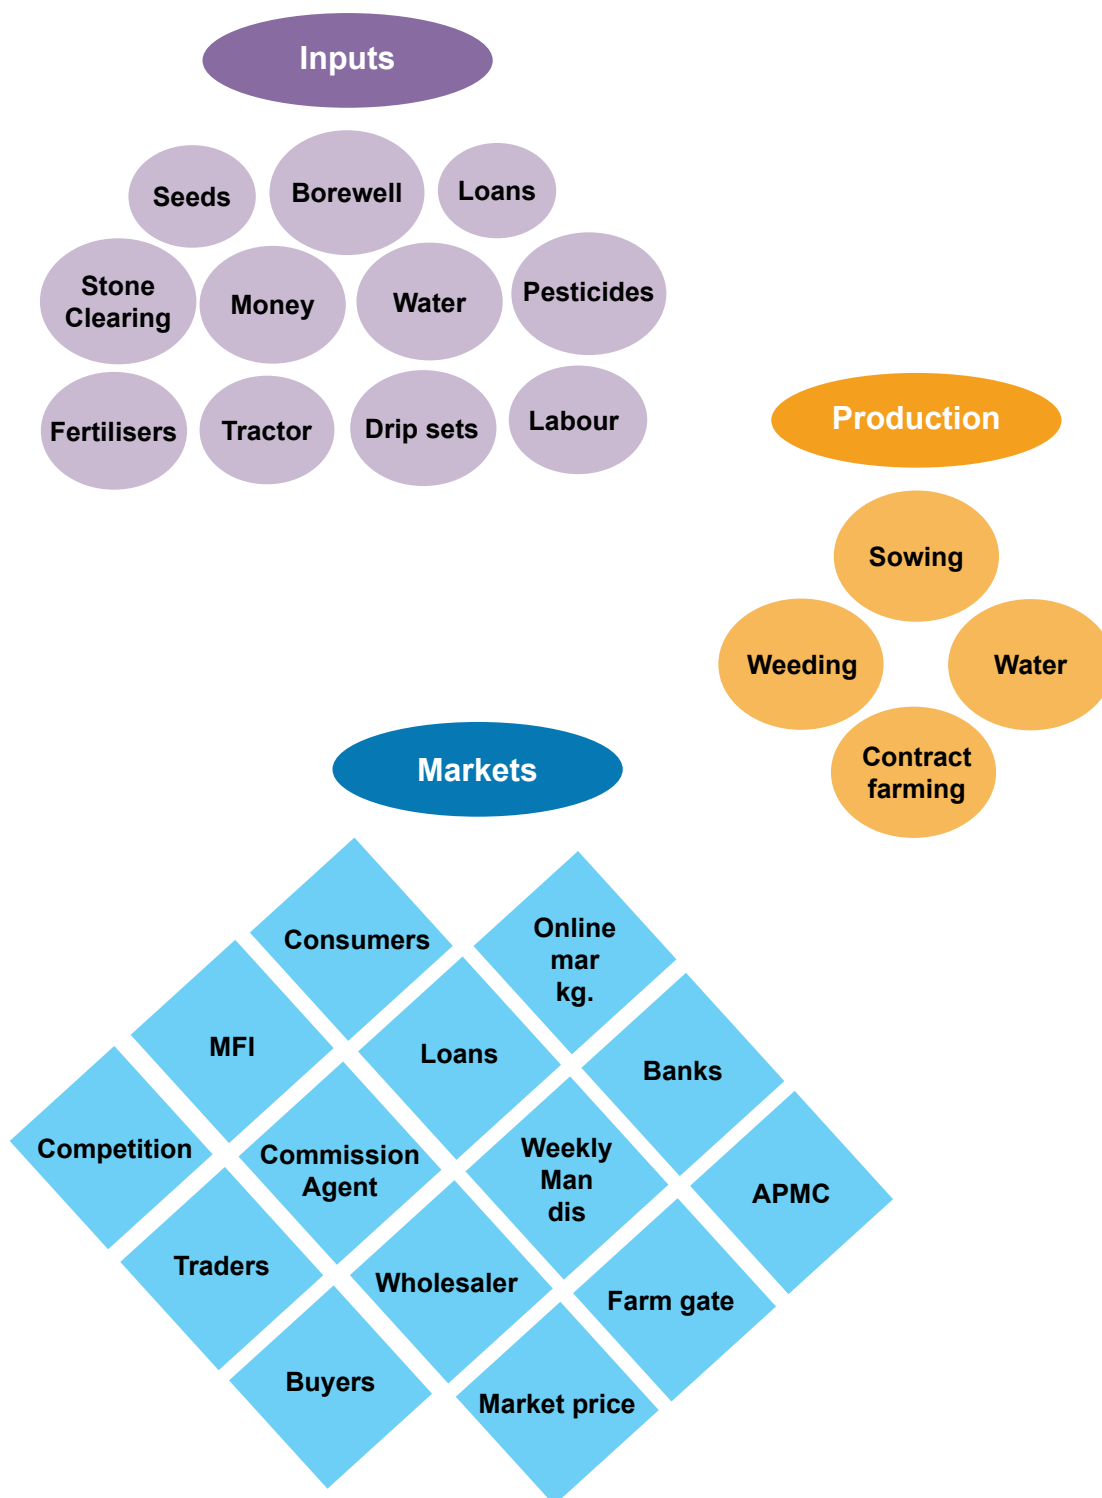 Inputs
Seeds
Borewell
Loans
Stone
Clearing
Money
Water
Pesticides
Fertilisers
Tractor
Drip sets
Labour
Production
Sowing
Weeding
Water
Contract
farming
Markets
Consumers
Online
mar
kg.
MFI
Loans
Banks
Competition
Commission
Agent
Weekly
Man
dis
APMC
Traders
Wholesaler
Farm gate
Buyers
Market price